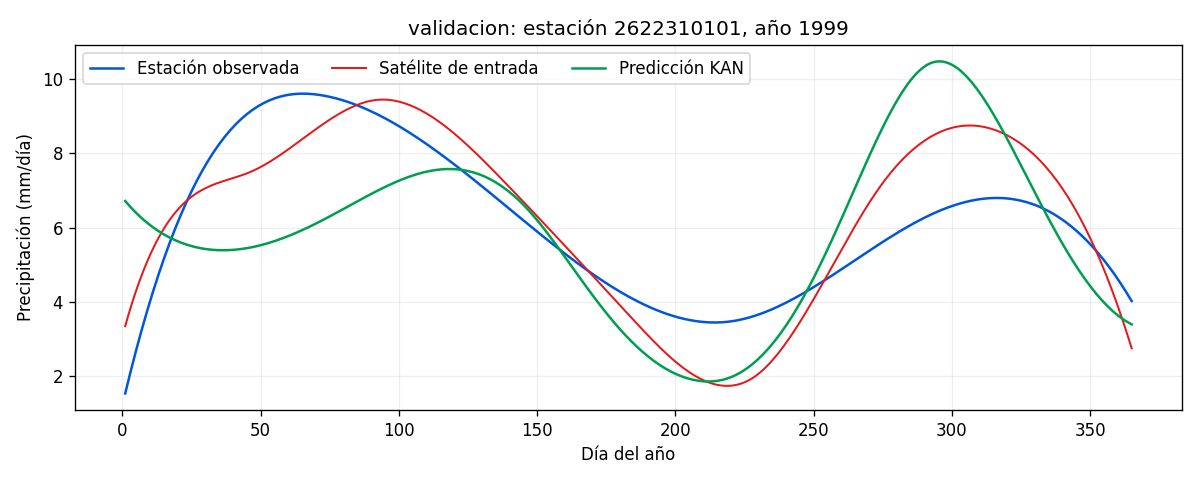 validacion: estación 2622310101, año 1999
Estación observada
Satélite de entrada
Predicción KAN
Precipitación (mm/día)
10
8
6
4
2
0
50
100
150
200
250
300
350
Día del año